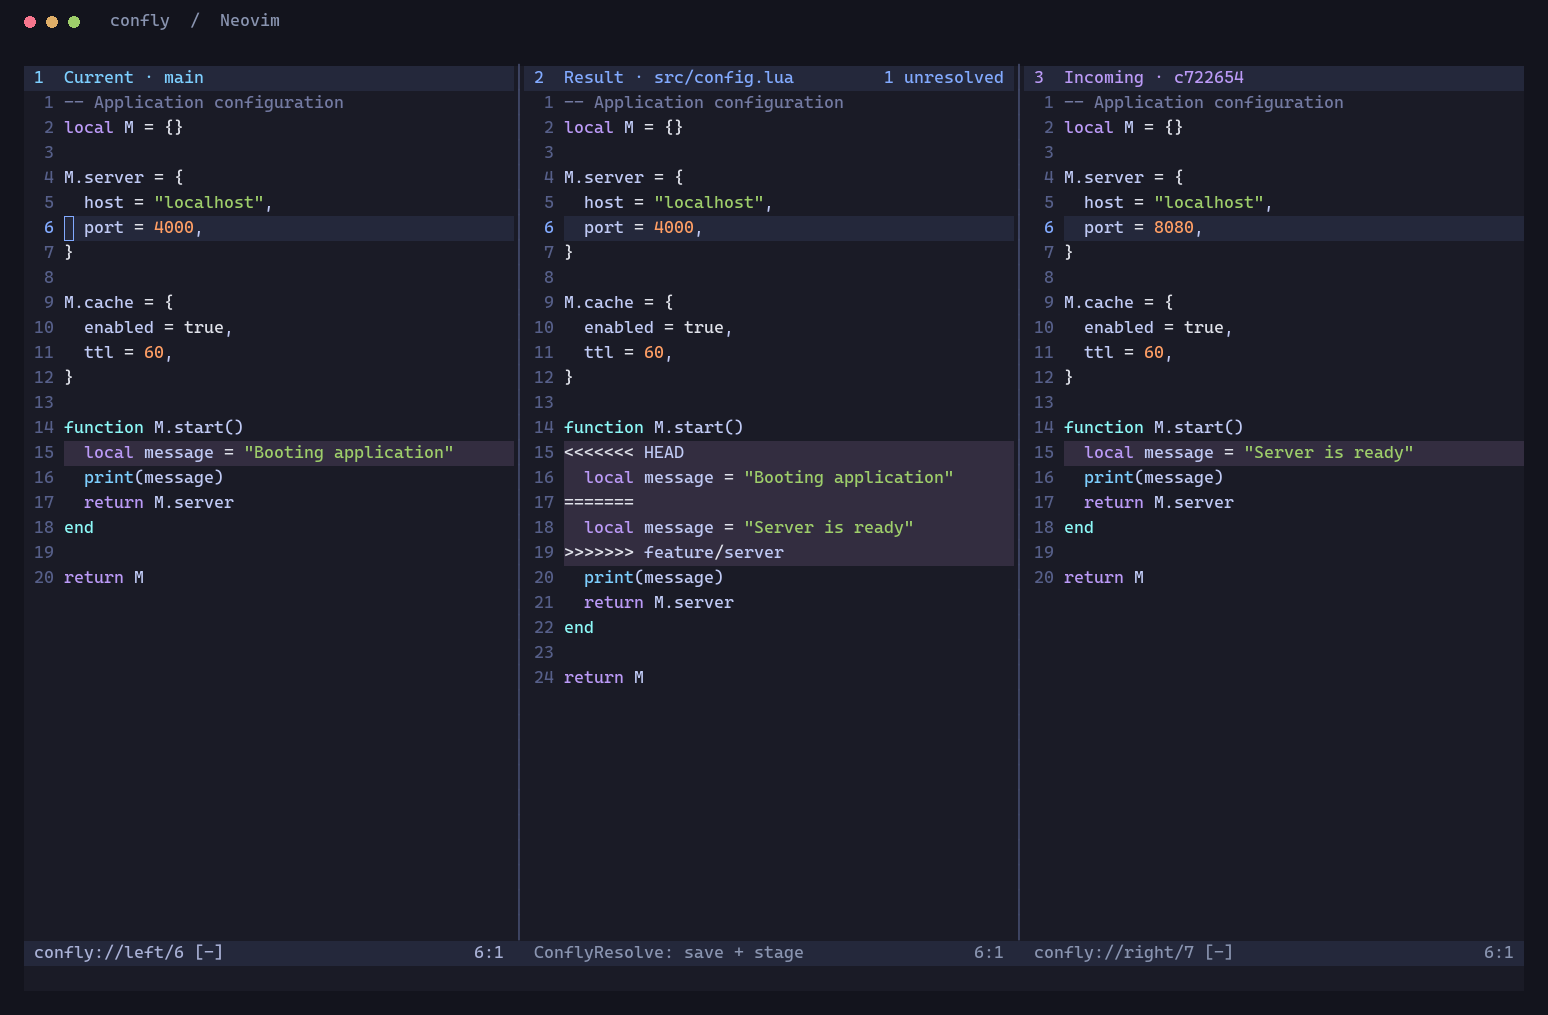 confly / Neovim
1 Current · main
1 -- Application configuration
2 local M = {}
3
4 M.server = {
5   host = "localhost",
6   port = 4000,
7 }
8
9 M.cache = {
10   enabled = true,
11   ttl = 60,
12 }
13
14 function M.start()
15   local message = "Booting application"
16   print(message)
17   return M.server
18 end
19
20 return M
confly://left/6 [-] 6:1
2 Result · src/config.lua 1 unresolved
1 -- Application configuration
2 local M = {}
3
4 M.server = {
5   host = "localhost",
6   port = 4000,
7 }
8
9 M.cache = {
10   enabled = true,
11   ttl = 60,
12 }
13
14 function M.start()
15 <<<<<<< HEAD
16   local message = "Booting application"
17 =======
18   local message = "Server is ready"
19 >>>>>>> feature/server
20   print(message)
21   return M.server
22 end
23
24 return M
ConflyResolve: save + stage 6:1
3 Incoming · c722654
1 -- Application configuration
2 local M = {}
3
4 M.server = {
5   host = "localhost",
6   port = 8080,
7 }
8
9 M.cache = {
10   enabled = true,
11   ttl = 60,
12 }
13
14 function M.start()
15   local message = "Server is ready"
16   print(message)
17   return M.server
18 end
19
20 return M
confly://right/7 [-] 6:1